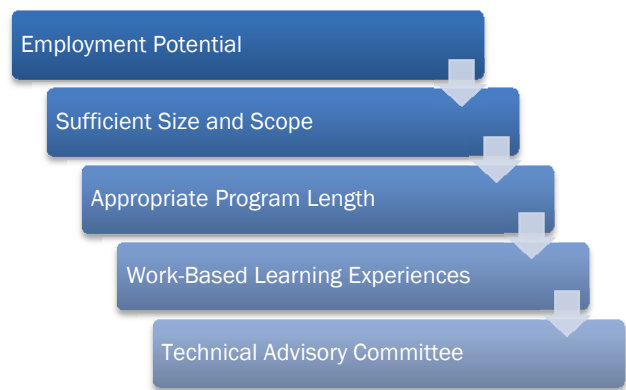 Employment Potential
Sufficient Size and Scope
Appropriate Program Length
Work-Based Learning Experiences
Technical Advisory Committee